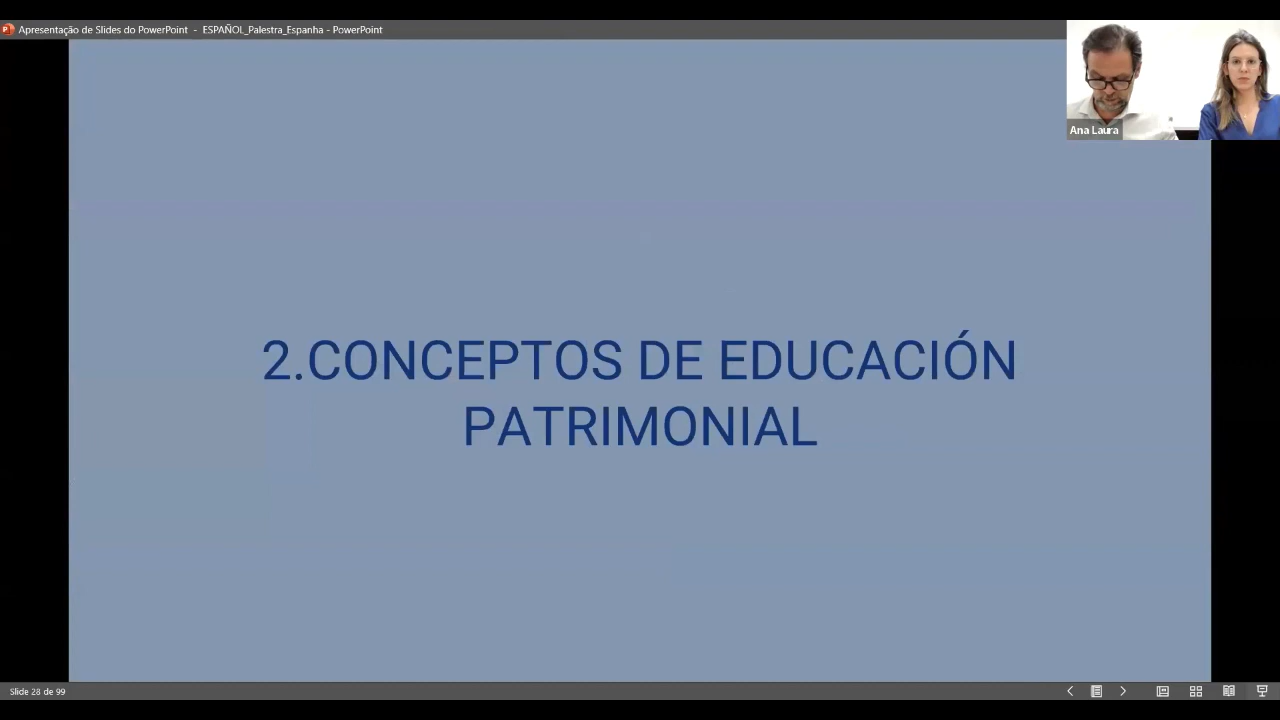 Apresentação de Slides do PowerPoint - ESPAÑOL_Palestra_Espanha - PowerPoint
Ana Laura
2.CONCEPTOS DE EDUCACIÓN
PATRIMONIAL
Slide 28 de 99